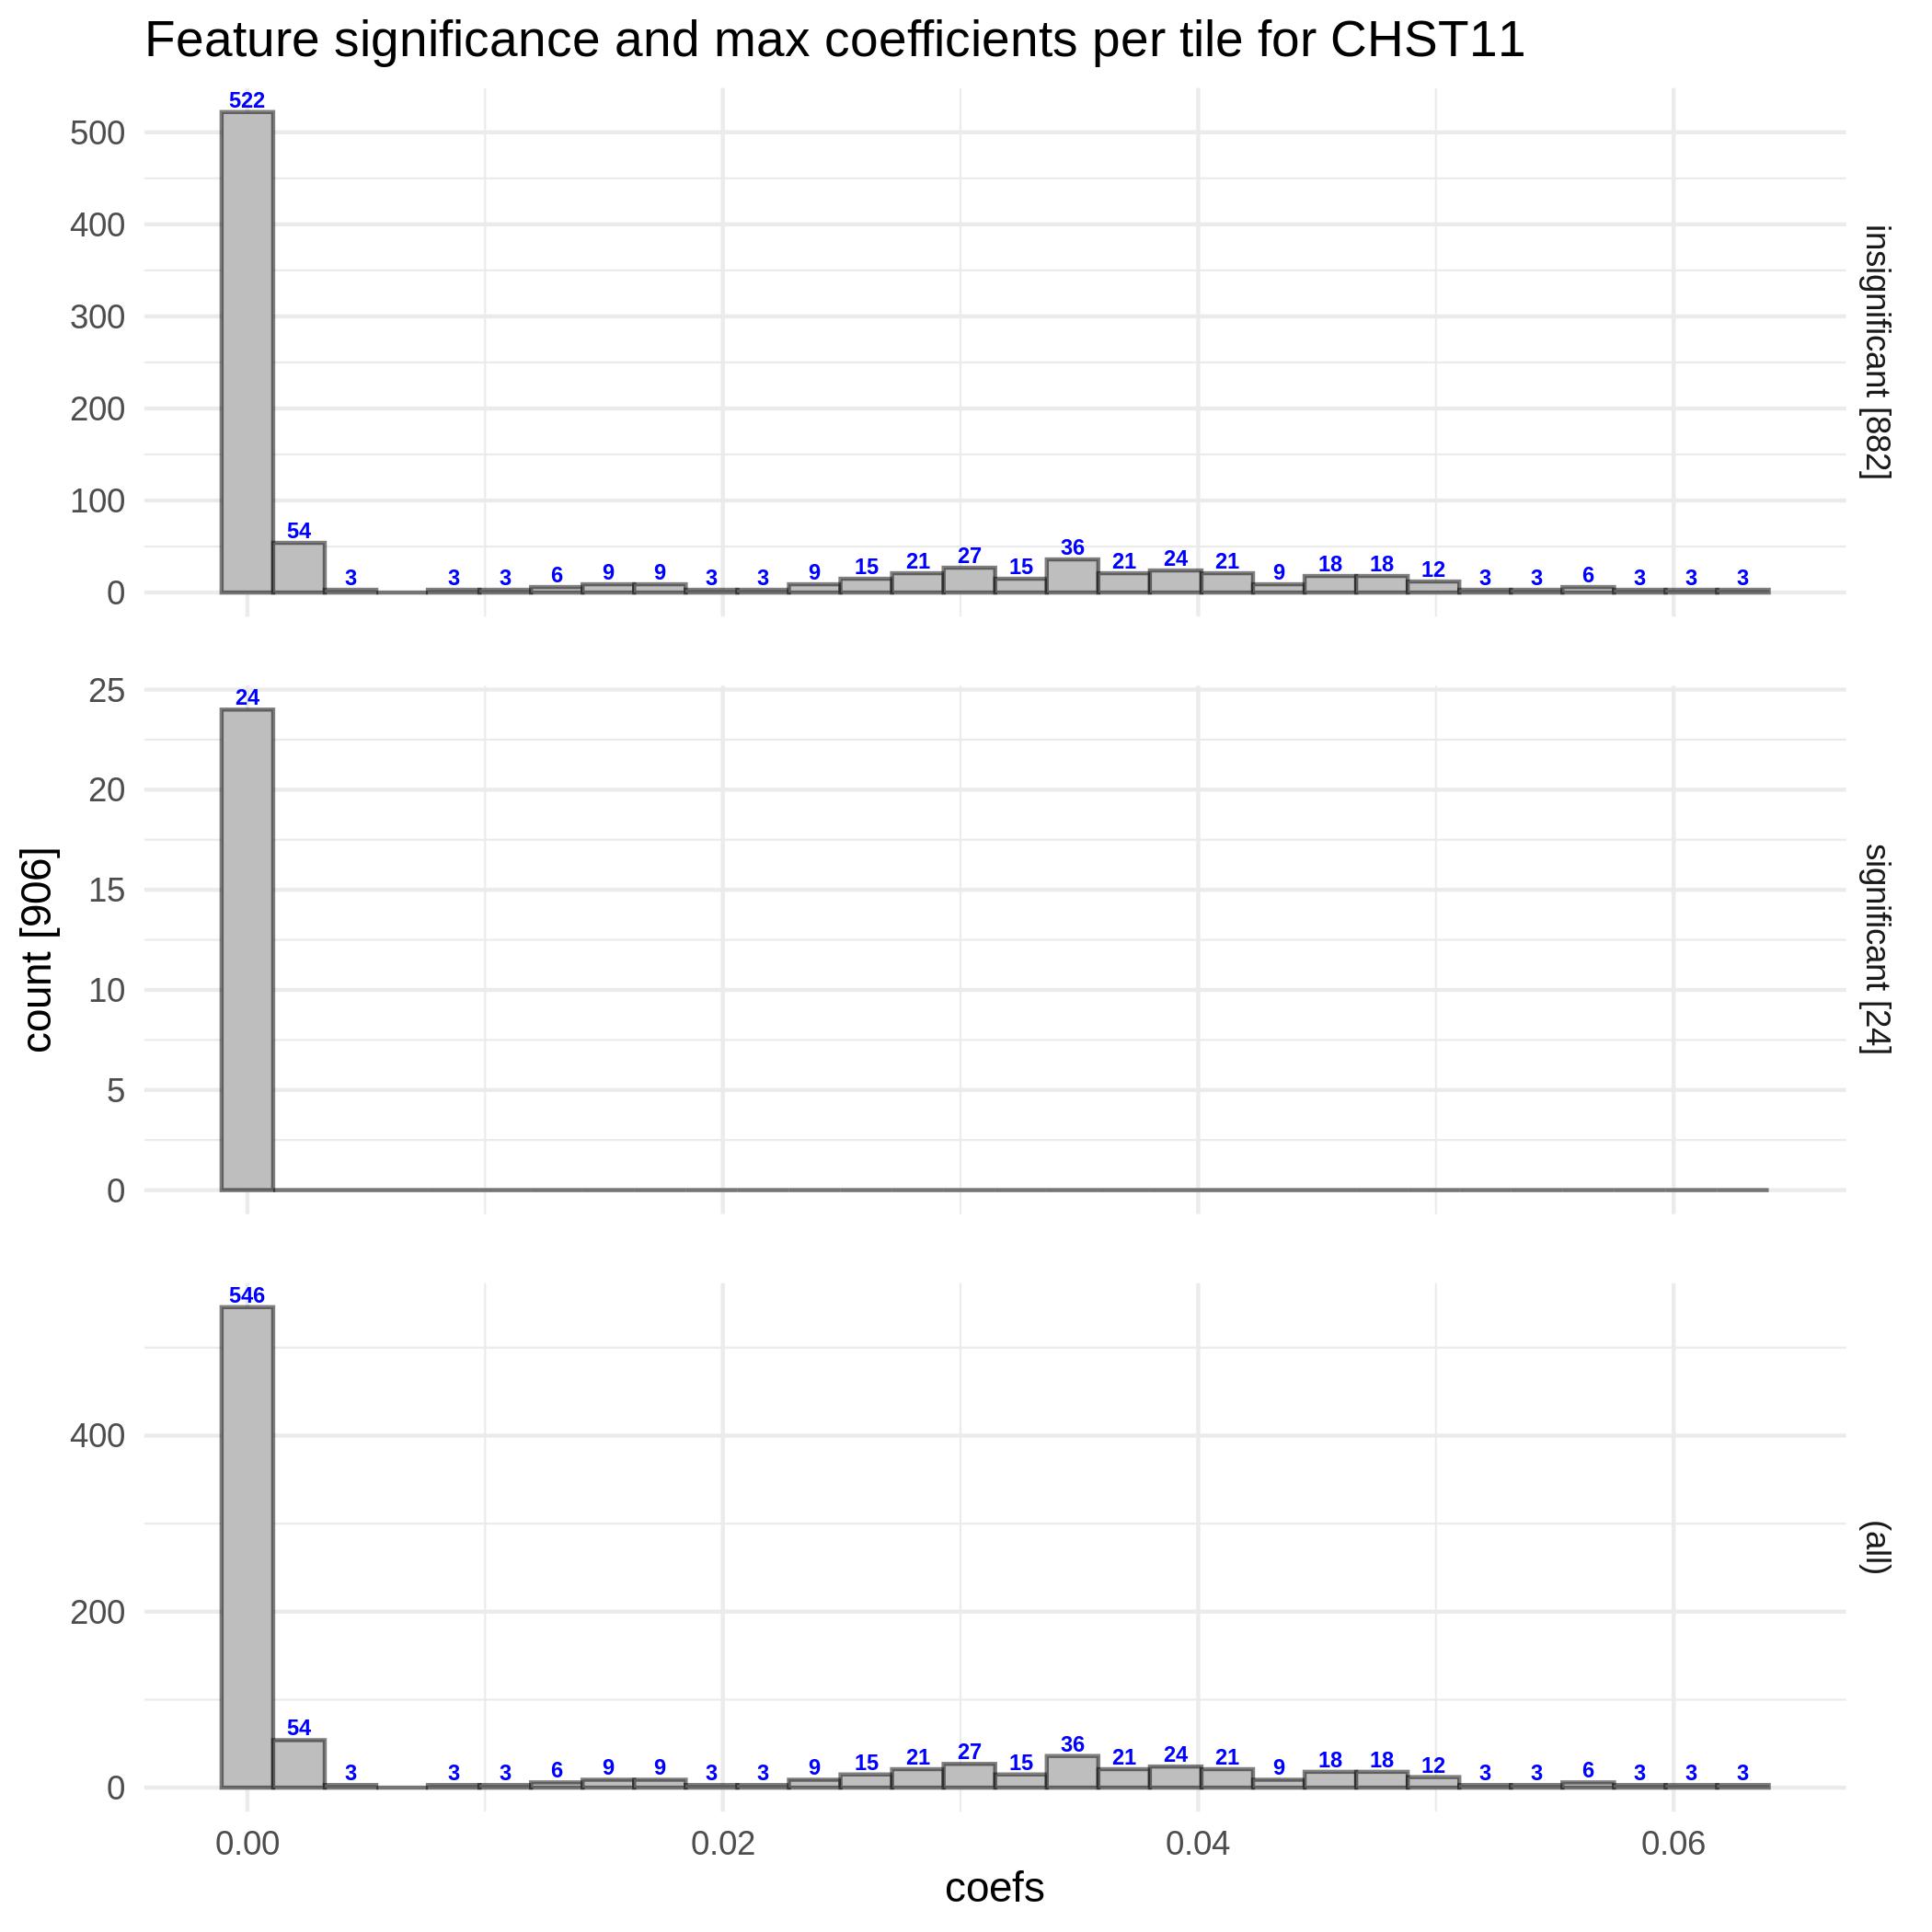 Feature significance and max coefficients per tile for CHST11
522
500
400
300
200
100
0
54 3 3 3 6 9 9 3 3 9 15 21 27 15 36 21 24 21 9 18 18 12 3 3 6 3 3 3
insignificant [882]
24
25
20
15
10
5
0
significant [24]
count [906]
546
400
200
0
54 3 3 3 6 9 9 3 3 9 15 21 27 15 36 21 24 21 9 18 18 12 3 3 6 3 3 3
(all)
0.00 0.02 0.04 0.06
coefs